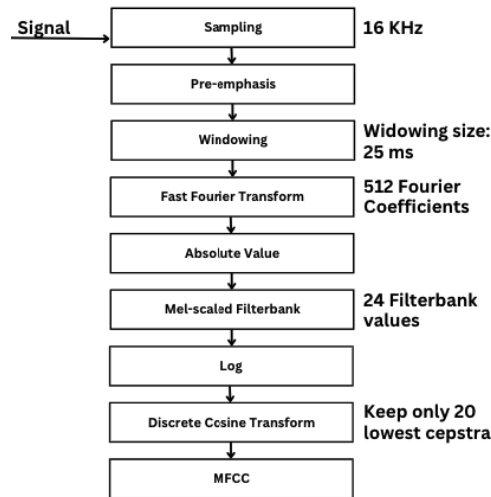 Signal
Sampling
16 KHz
Pre-emphasis
Windowing
Widowing size:
25 ms
Fast Fourier Transform
512 Fourier
Coefficients
Absolute Value
Mel-scaled Filterbank
24 Filterbank
values
Log
Discrete Cosine Transform
Keep only 20
lowest cepstra
MFCC